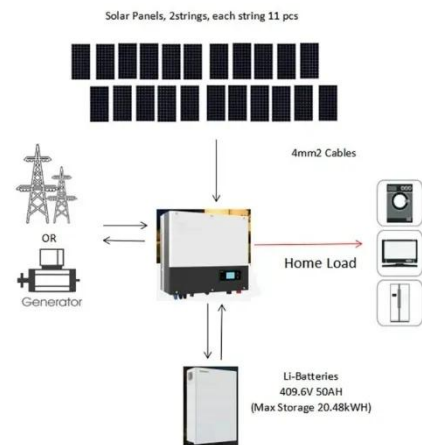 Solar Panels, 2strings, each string 11 pcs
4mm2 Cables
OR
Generator
Home Load
Li-Batteries
409.6V 50AH
(Max Storage 20.48kWH)